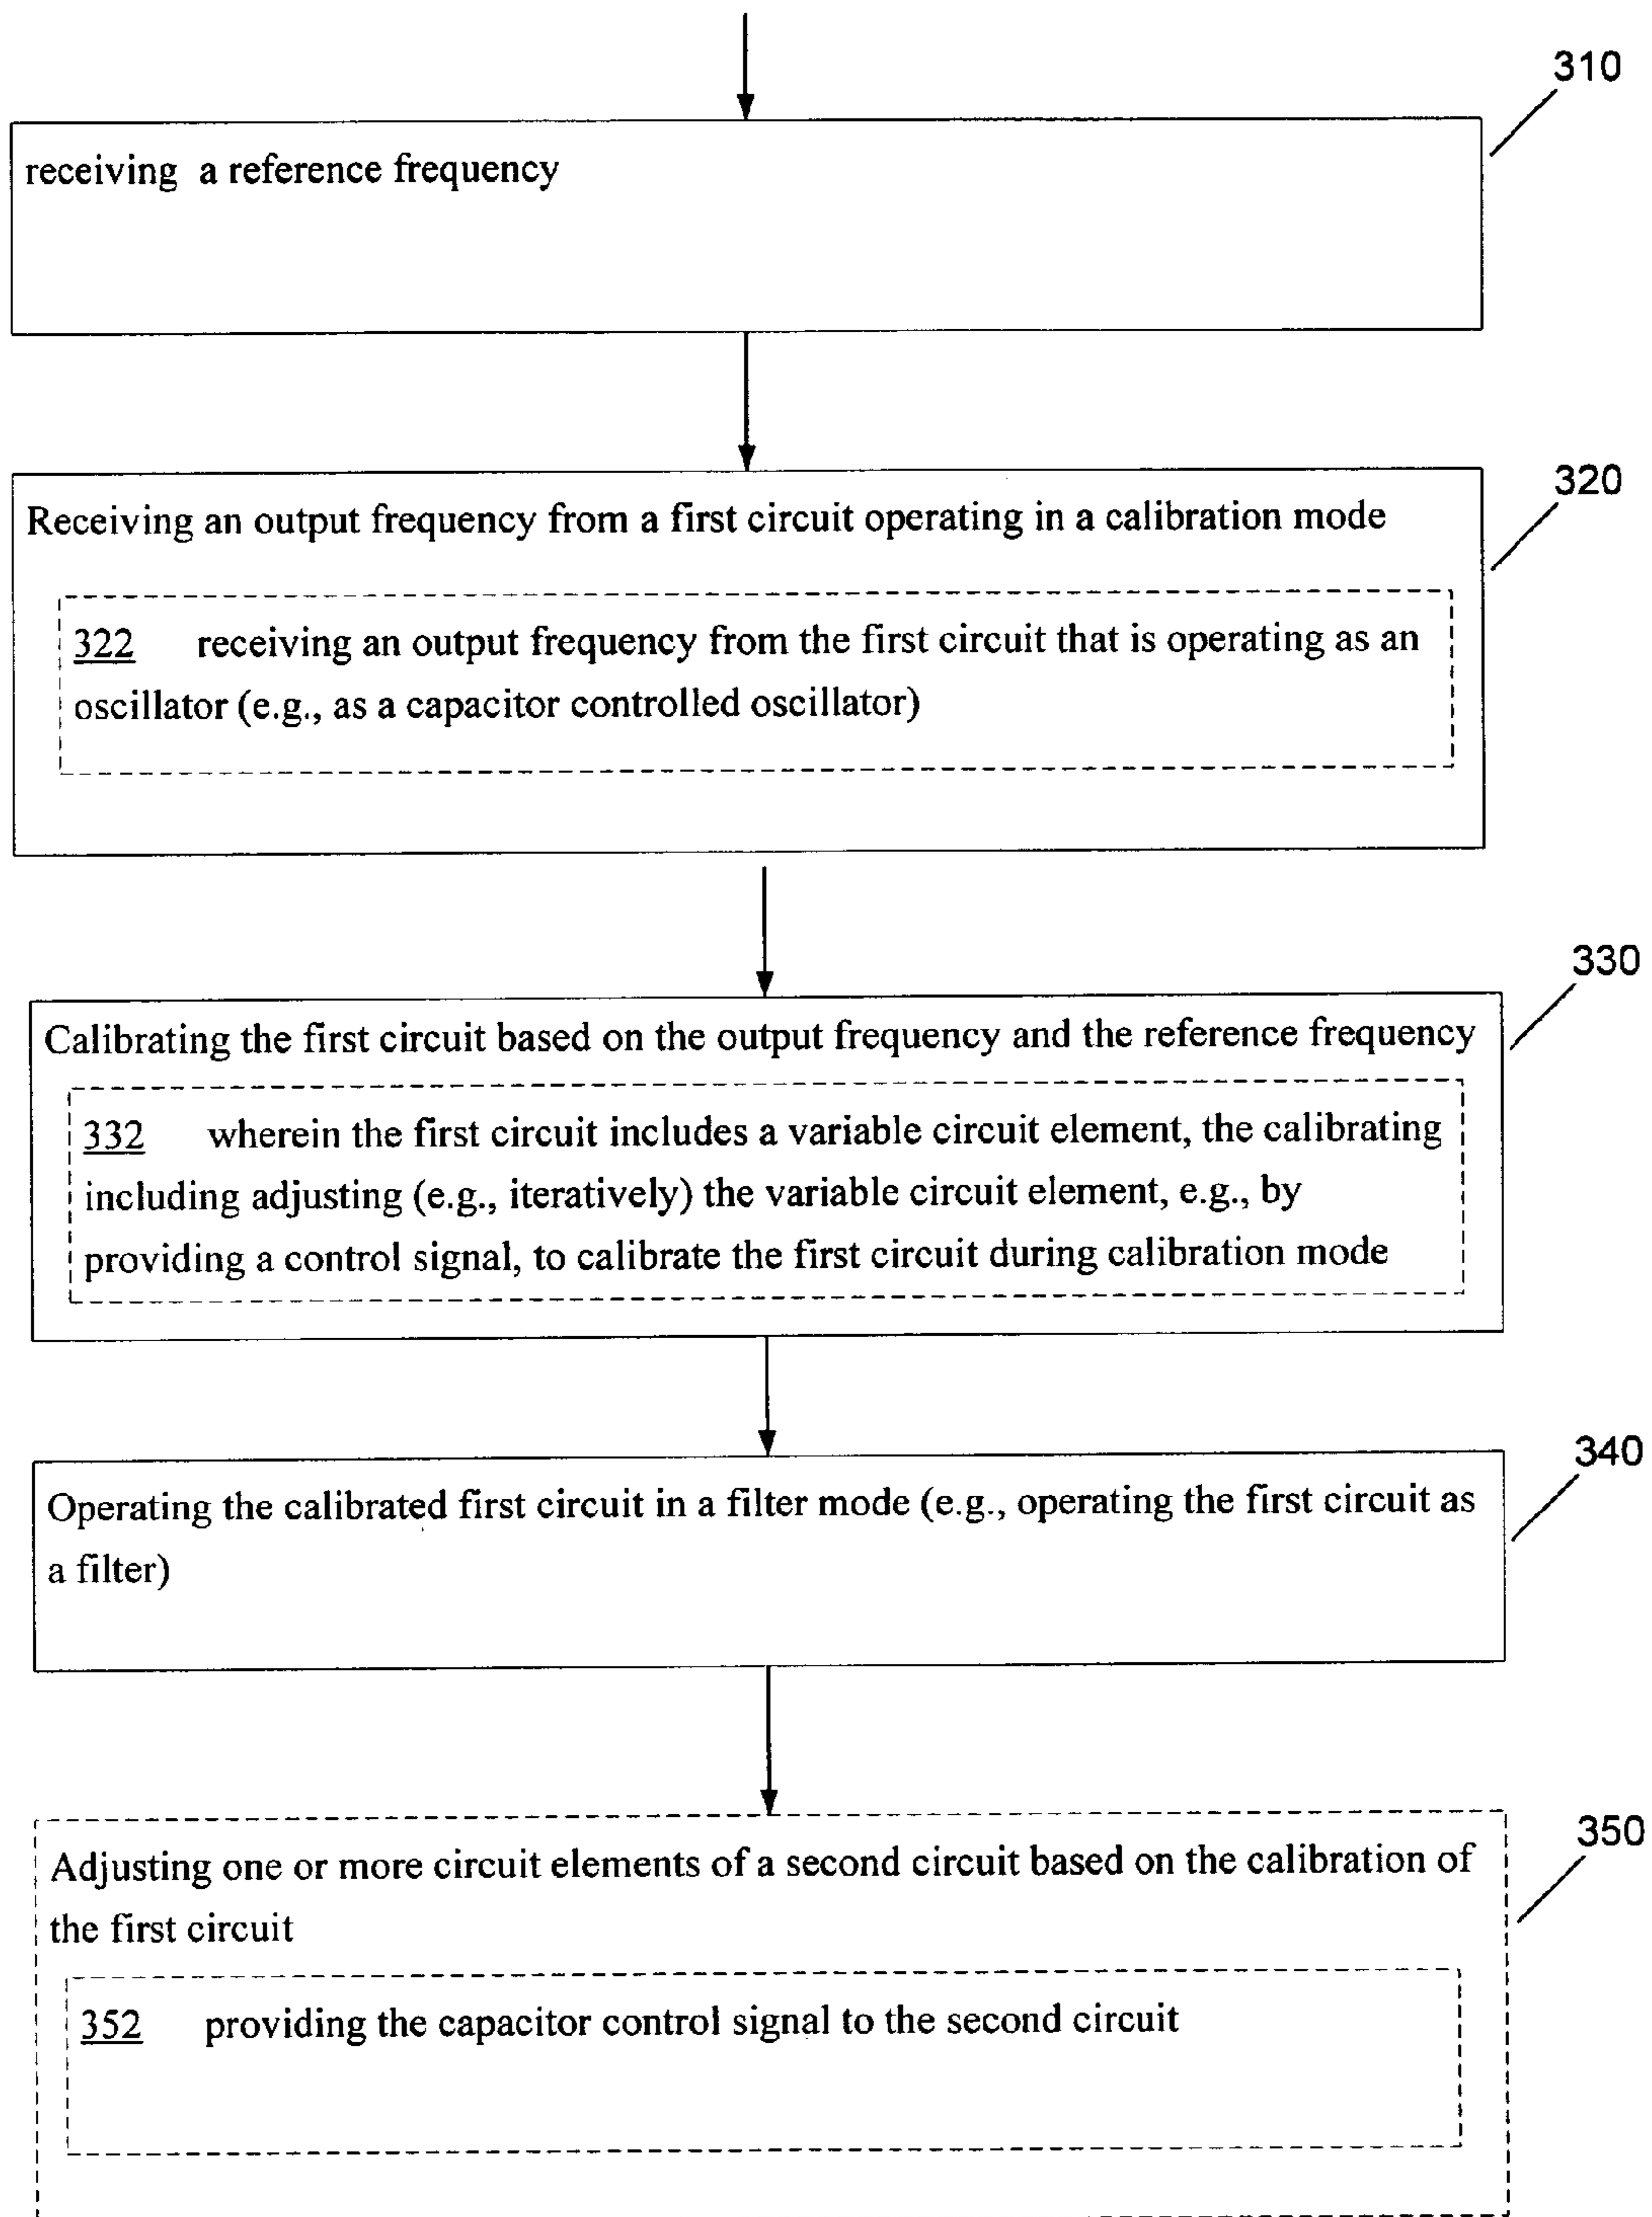 310
receiving a reference frequency
320
Receiving an output frequency from a first circuit operating in a calibration mode
322 receiving an output frequency from the first circuit that is operating as an
oscillator (e.g., as a capacitor controlled oscillator)
330
Calibrating the first circuit based on the output frequency and the reference frequency
332 wherein the first circuit includes a variable circuit element, the calibrating
including adjusting (e.g., iteratively) the variable circuit element, e.g., by
providing a control signal, to calibrate the first circuit during calibration mode
340
Operating the calibrated first circuit in a filter mode (e.g., operating the first circuit as
a filter)
350
Adjusting one or more circuit elements of a second circuit based on the calibration of
the first circuit
352 providing the capacitor control signal to the second circuit